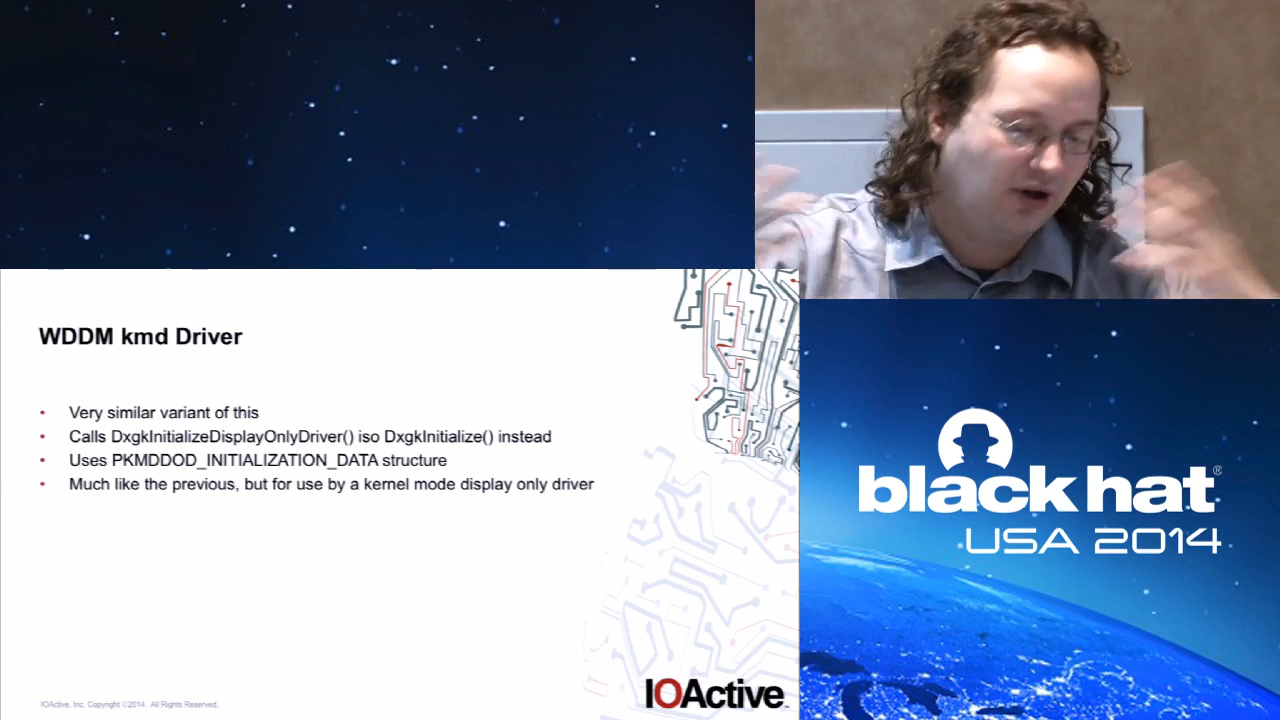 WDDM kmd Driver
• Very similar variant of this
• Calls DxgkInitializeDisplayOnlyDriver() iso DxgkInitialize() instead
• Uses PKMDDOD_INITIALIZATION_DATA structure
• Much like the previous, but for use by a kernel mode display only driver
IOActive, Inc. Copyright ©2014. All Rights Reserved.
IOActive
black hat®
USA 2014